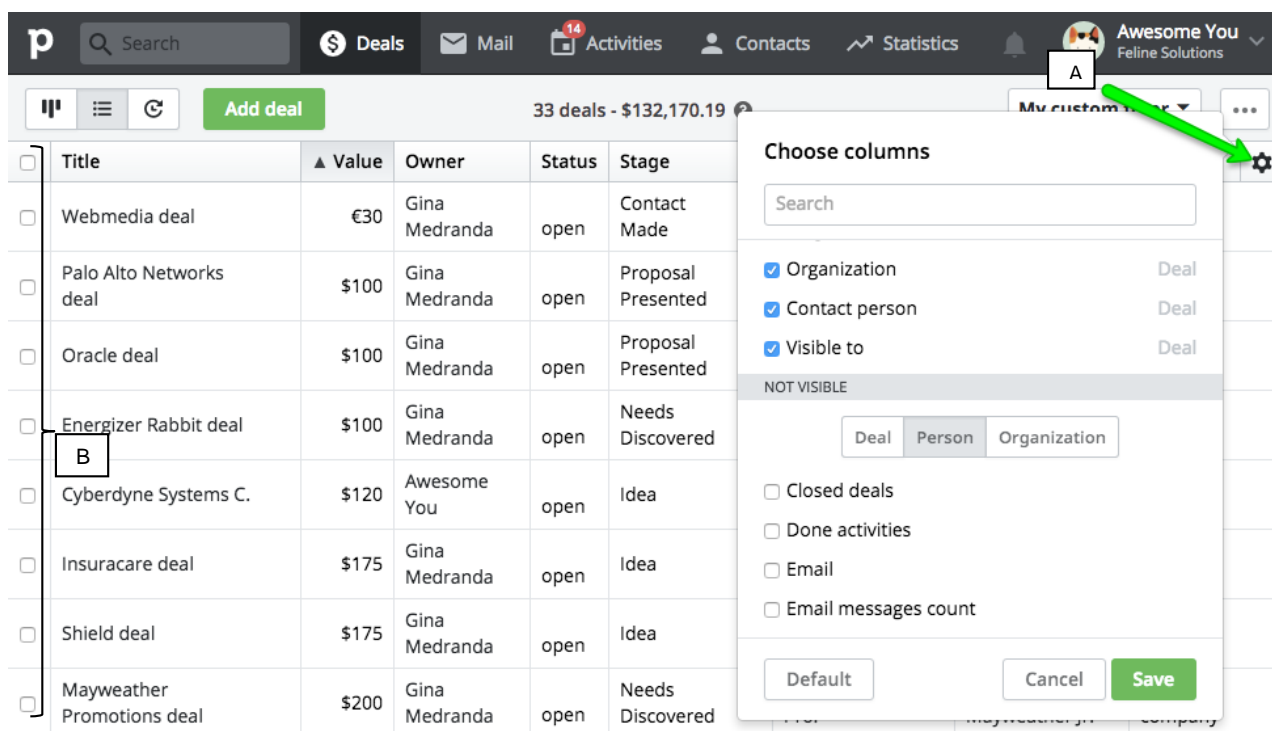 p Search Deals Mail 14 Activities Contacts Statistics Awesome You
Feline Solutions
A
Add deal 33 deals - $132,170.19 ? My custom
Title ▲ Value Owner Status Stage
Webmedia deal €30 Gina Medranda open Contact Made
Palo Alto Networks deal $100 Gina Medranda open Proposal Presented
Oracle deal $100 Gina Medranda open Proposal Presented
Energizer Rabbit deal $100 Gina Medranda open Needs Discovered
B
Cyberdyne Systems C. $120 Awesome You open Idea
Insuracare deal $175 Gina Medranda open Idea
Shield deal $175 Gina Medranda open Idea
Mayweather Promotions deal $200 Gina Medranda open Needs Discovered
Choose columns
Search
Organization Deal
Contact person Deal
Visible to Deal
NOT VISIBLE
Deal Person Organization
Closed deals
Done activities
Email
Email messages count
Default Cancel Save
Mayweather Jr. company